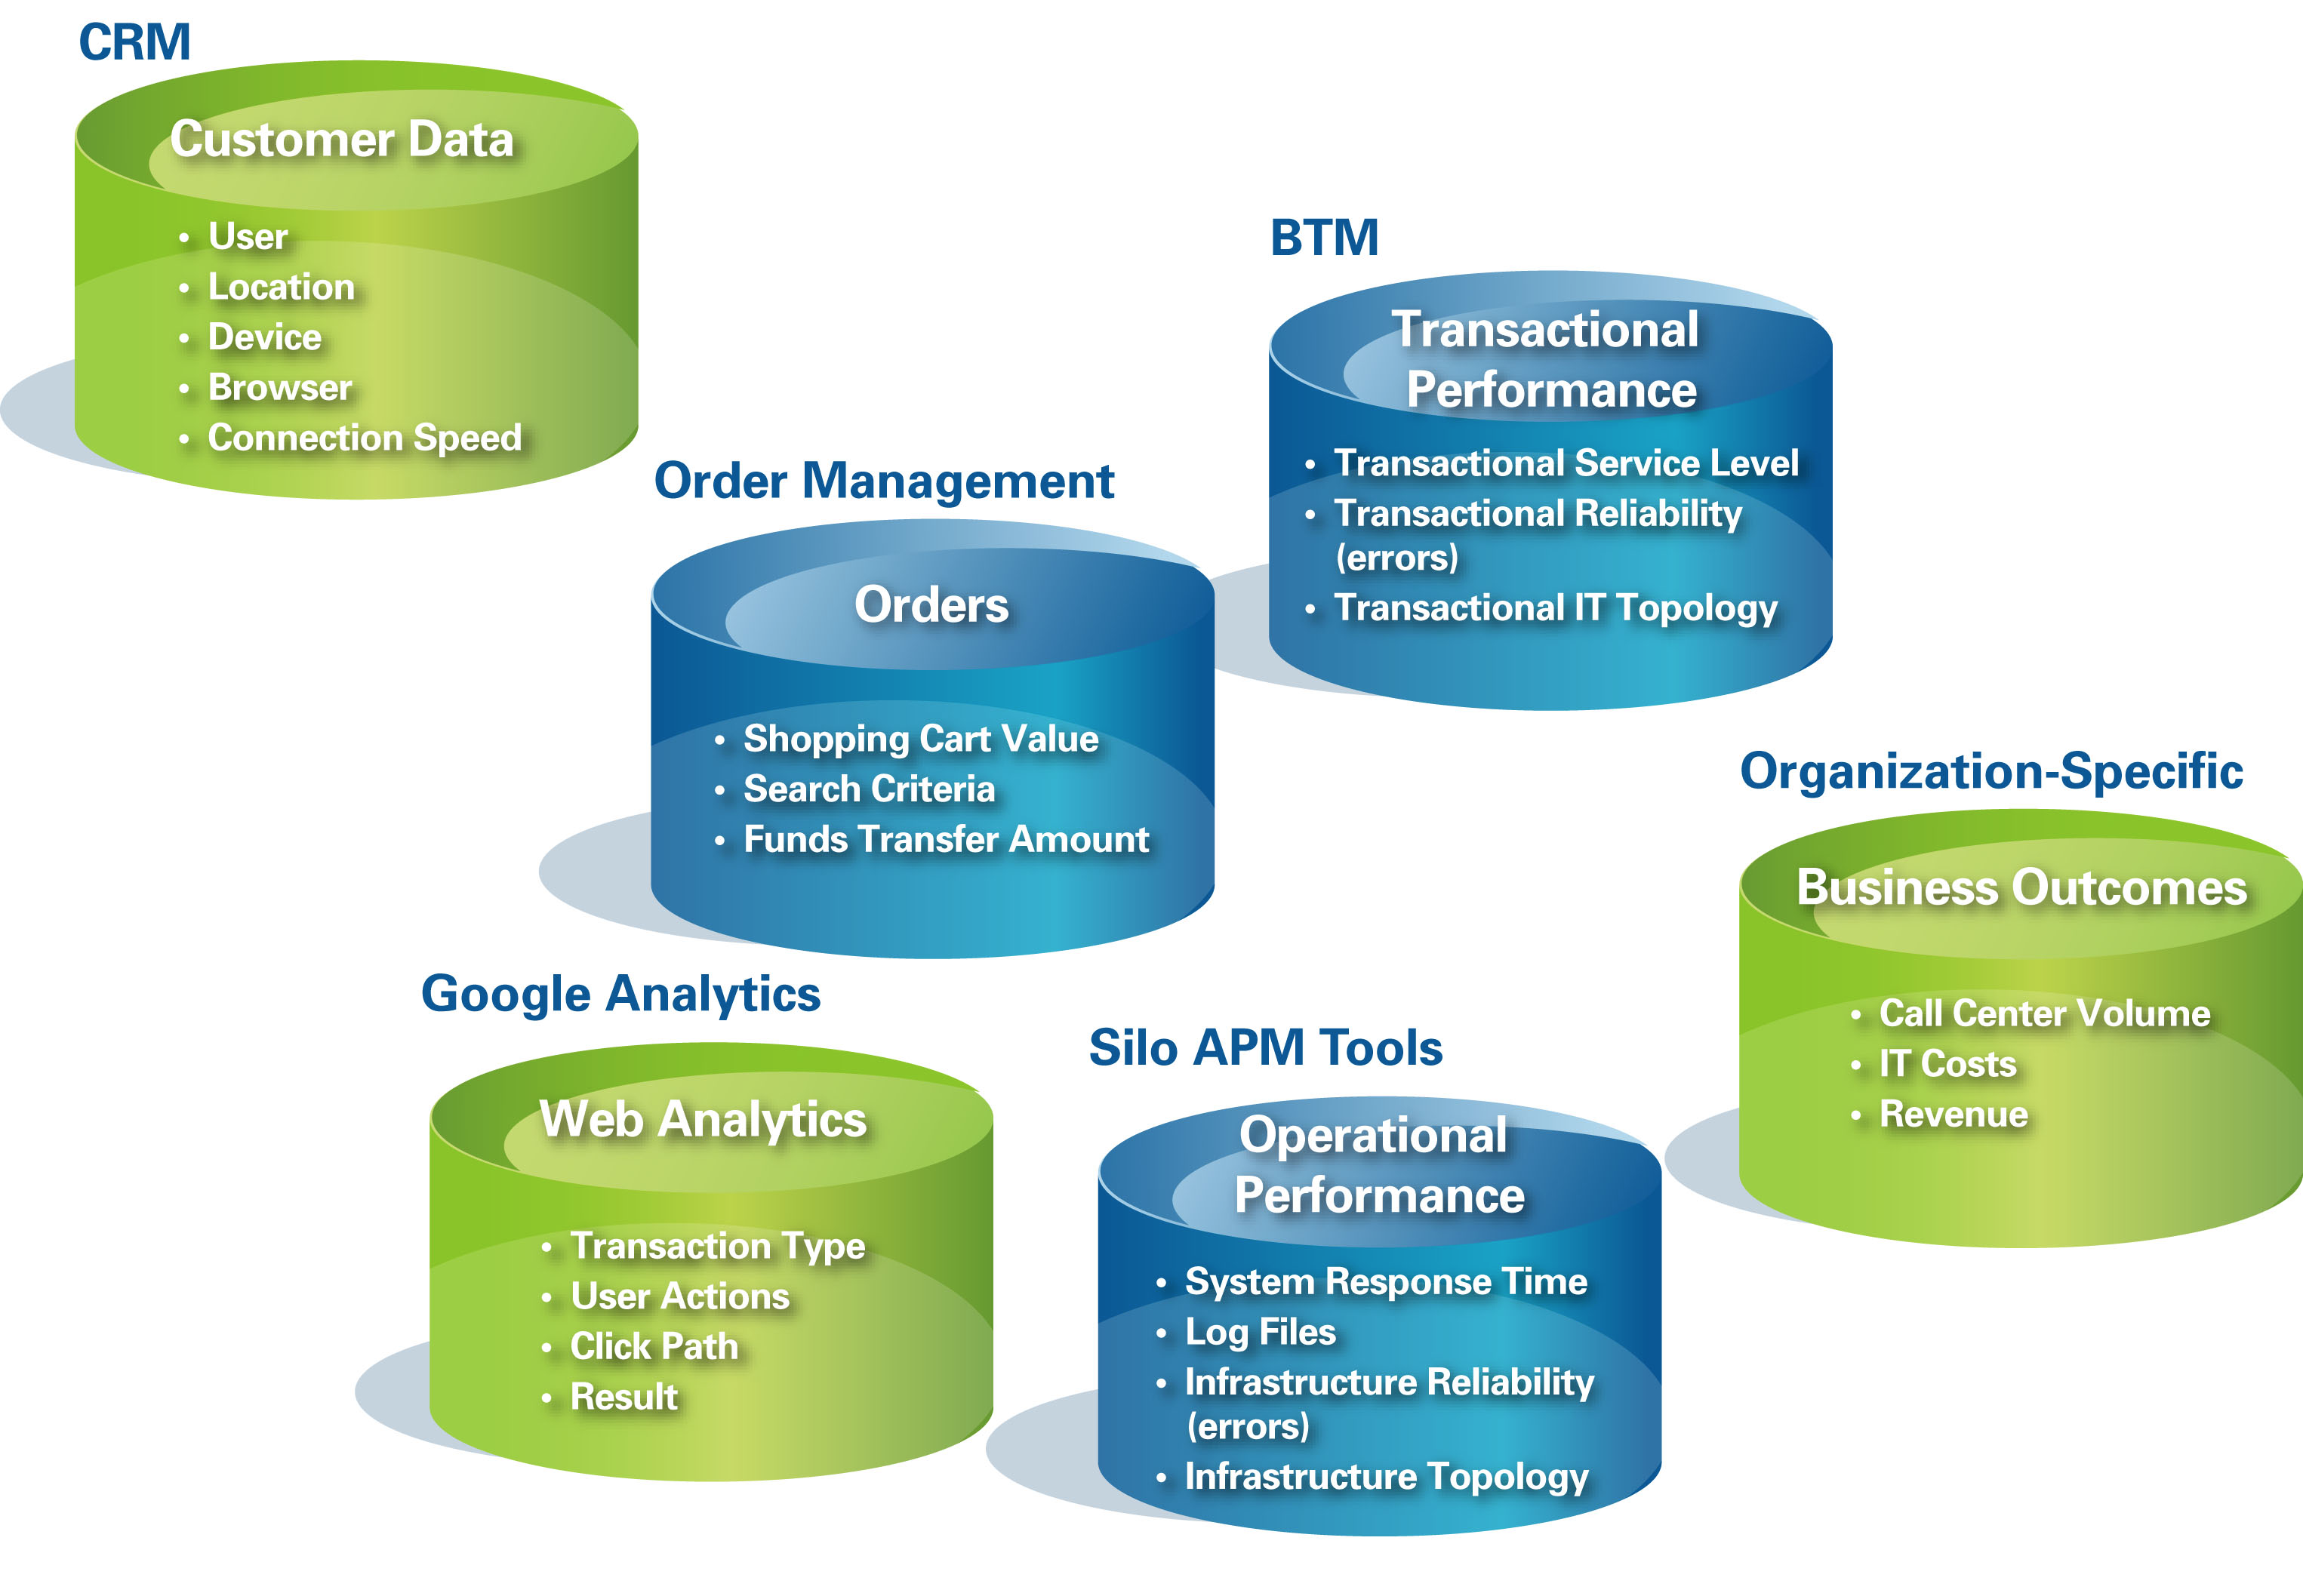 CRM
Customer Data
• User
• Location
• Device
• Browser
• Connection Speed
BTM
Transactional
Performance
• Transactional Service Level
• Transactional Reliability
(errors)
• Transactional IT Topology
Order Management
Orders
• Shopping Cart Value
• Search Criteria
• Funds Transfer Amount
Organization-Specific
Business Outcomes
• Call Center Volume
• IT Costs
• Revenue
Google Analytics
Web Analytics
• Transaction Type
• User Actions
• Click Path
• Result
Silo APM Tools
Operational
Performance
• System Response Time
• Log Files
• Infrastructure Reliability
(errors)
• Infrastructure Topology